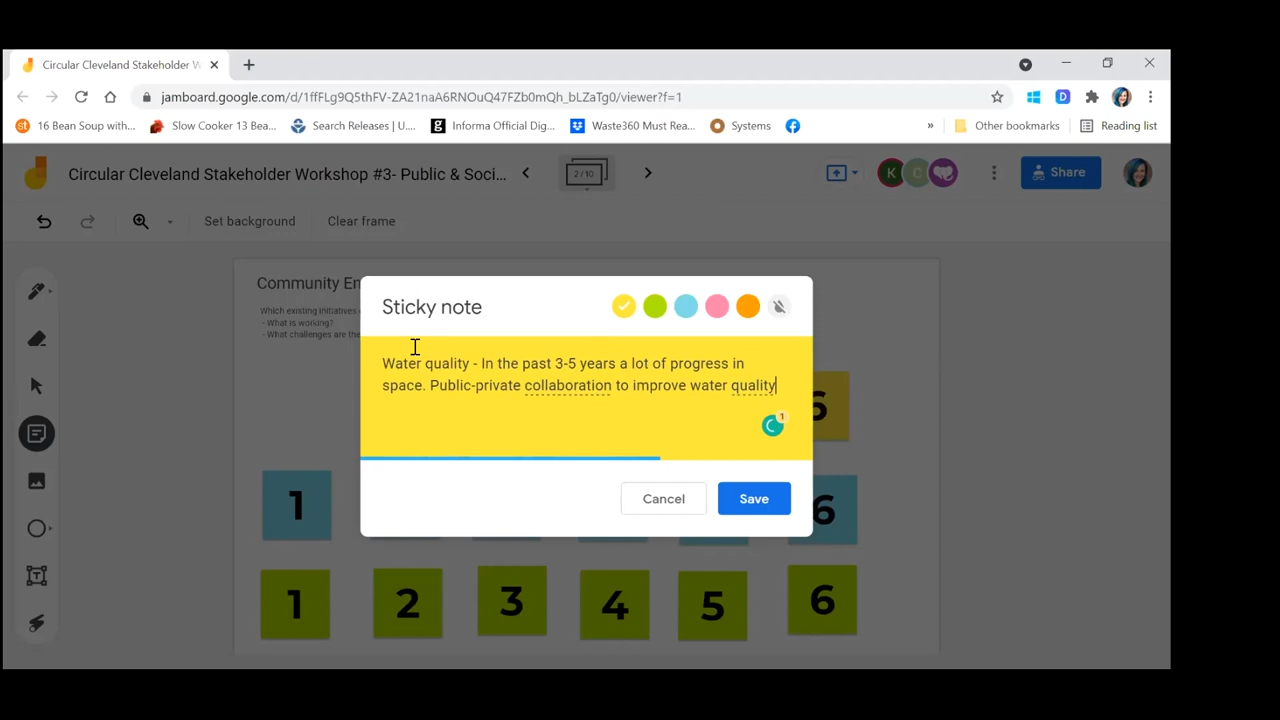 Circular Cleveland Stakeholder W
jamboard.google.com/d/1ffFLg9Q5thFV-ZA21naA6RNOuQ47FZb0mQh_bLZaTg0/viewer?f=1
16 Bean Soup with...
Slow Cooker 13 Bea...
Search Releases | U....
Informa Official Dig...
Waste360 Must Rea...
Systems
»
Other bookmarks
Reading list
Circular Cleveland Stakeholder Workshop #3- Public & Soci...
2/10
K
C
Share
Set background
Clear frame
Community En
Which existing initiatives
- What is working?
- What challenges are the
Sticky note
Water quality - In the past 3-5 years a lot of progress in
space. Public-private collaboration to improve water quality
1
Cancel
Save
6
1
6
1 2 3 4 5 6